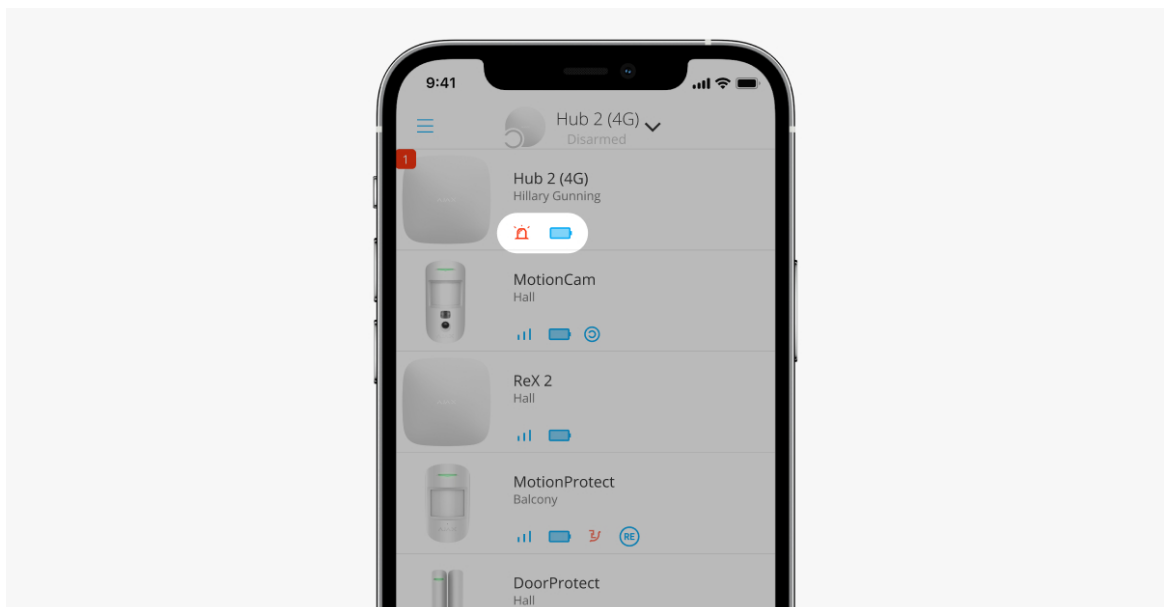 9:41
Hub 2 (4G)
Disarmed
1
Hub 2 (4G)
Hillary Gunning
MotionCam
Hall
ReX 2
Hall
MotionProtect
Balcony
RE
DoorProtect
Hall